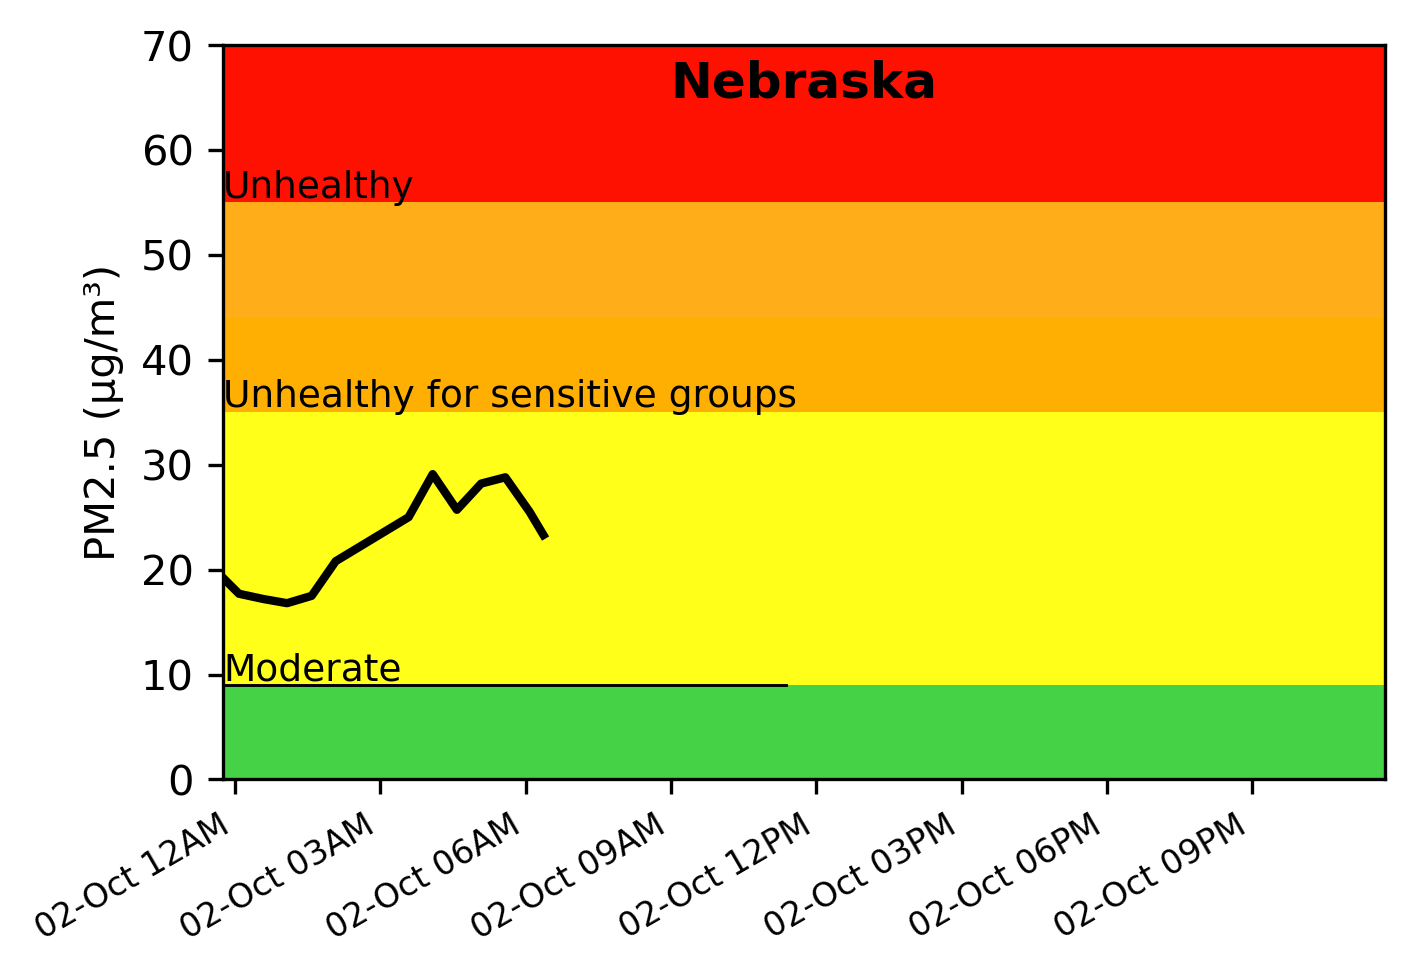 Nebraska
70
60
50
40
30
20
10
0
PM2.5 (µg/m³)
Unhealthy
Unhealthy for sensitive groups
Moderate
02-Oct 12AM
02-Oct 03AM
02-Oct 06AM
02-Oct 09AM
02-Oct 12PM
02-Oct 03PM
02-Oct 06PM
02-Oct 09PM